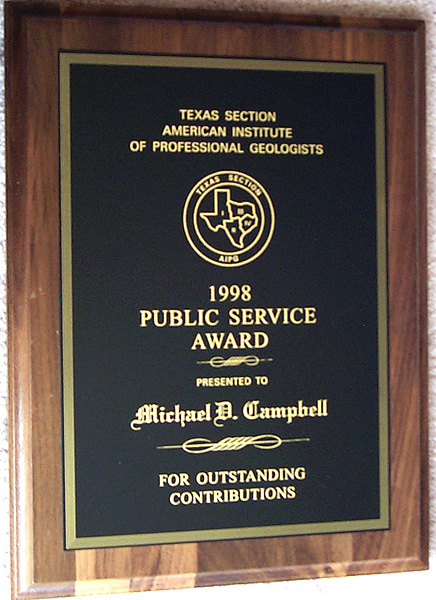 TEXAS SECTION
AMERICAN INSTITUTE
OF PROFESSIONAL GEOLOGISTS
TEXAS SECTION
AIPG
1998
PUBLIC SERVICE
AWARD
PRESENTED TO
Michael D. Campbell
FOR OUTSTANDING
CONTRIBUTIONS